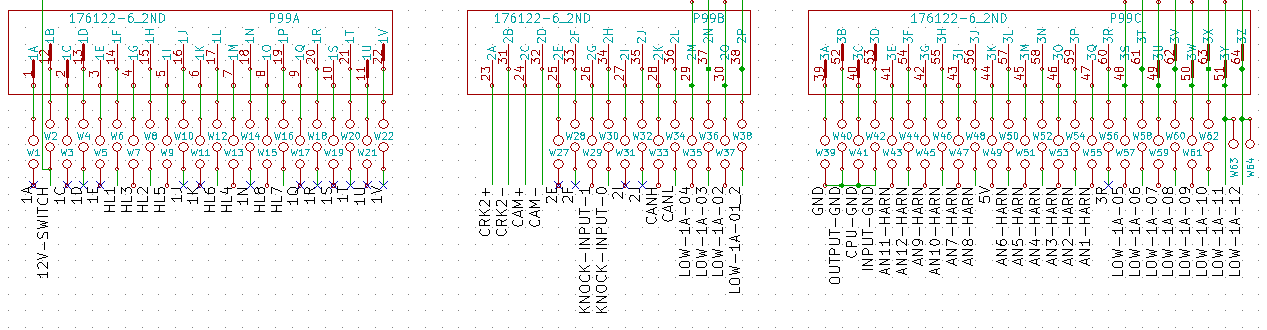 176122-6_2ND P99A
1A 1B 1C 1D 1E 1F 1G 1H 1I 1J 1K 1L 1M 1N 1O 1P 1Q 1R 1S 1T 1U 1V
1 12 2 13 3 14 4 15 5 16 6 17 7 18 8 19 9 20 10 21 11 22
W2 W4 W6 W8 W10 W12 W14 W16 W18 W20 W22
W1 W3 W5 W7 W9 W11 W13 W15 W17 W19 W21
1A
12V-SWITCH
1C
1D
1E
HL1
HL3
HL2
HL5
1J
1K
HL6
HL4
1N
HL8
HL7
1Q
1R
1S
1T
1U
1V
176122-6_2ND P99B
2A 2B 2C 2D 2E 2F 2G 2H 2I 2J 2K 2L 2M 2N 2O 2P
23 31 24 32 25 33 26 34 27 35 28 36 29 37 30 38
W28 W30 W32 W34 W36 W38
W27 W29 W31 W33 W35 W37
CRK2+
CRK2-
CAM+
CAM-
2E
2F
KNOCK-INPUT-1
KNOCK-INPUT-0
2I
2J
CANH
CANL
LOW-1A-04
LOW-1A-03
LOW-1A-02
LOW-1A-01_2
176122-6_2ND P99C
3A 3B 3C 3D 3E 3F 3G 3H 3I 3J 3K 3L 3M 3N 3O 3P 3Q 3R 3S 3T 3U 3V 3W 3X 3Y 3Z
39 52 40 53 41 54 42 55 43 56 44 57 45 58 46 59 47 60 48 61 49 62 50 63 51 64
W40 W42 W44 W46 W48 W50 W52 W54 W56 W58 W60 W62
W39 W41 W43 W45 W47 W49 W51 W53 W55 W57 W59 W61 W63 W64
GND
OUTPUT-GND
CPU-GND
INPUT-GND
AN11-HARN
AN12-HARN
AN9-HARN
AN10-HARN
AN7-HARN
AN8-HARN
5V
AN6-HARN
AN5-HARN
AN4-HARN
AN3-HARN
AN2-HARN
AN1-HARN
3R
LOW-1A-05
LOW-1A-06
LOW-1A-07
LOW-1A-08
LOW-1A-09
LOW-1A-10
LOW-1A-11
LOW-1A-12